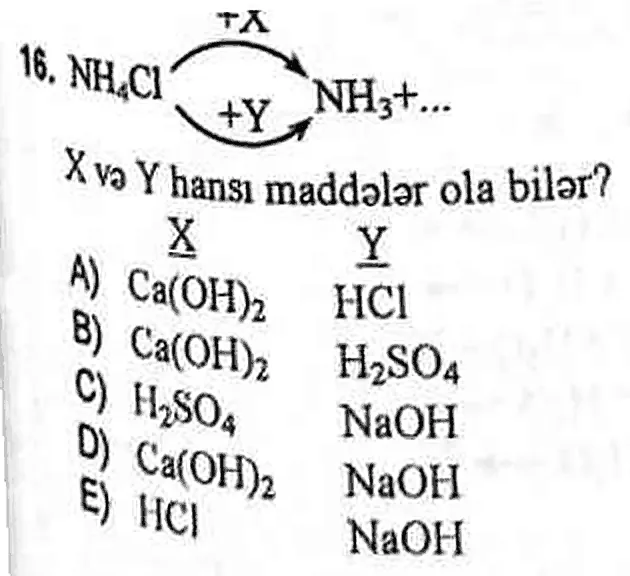 +X
16. NH₄Cl
+Y NH₃+...
X və Y hansı maddələr ola bilər?
X Y
A) Ca(OH)₂ HCl
B) Ca(OH)₂ H₂SO₄
C) H₂SO₄ NaOH
D) Ca(OH)₂ NaOH
E) HCl NaOH